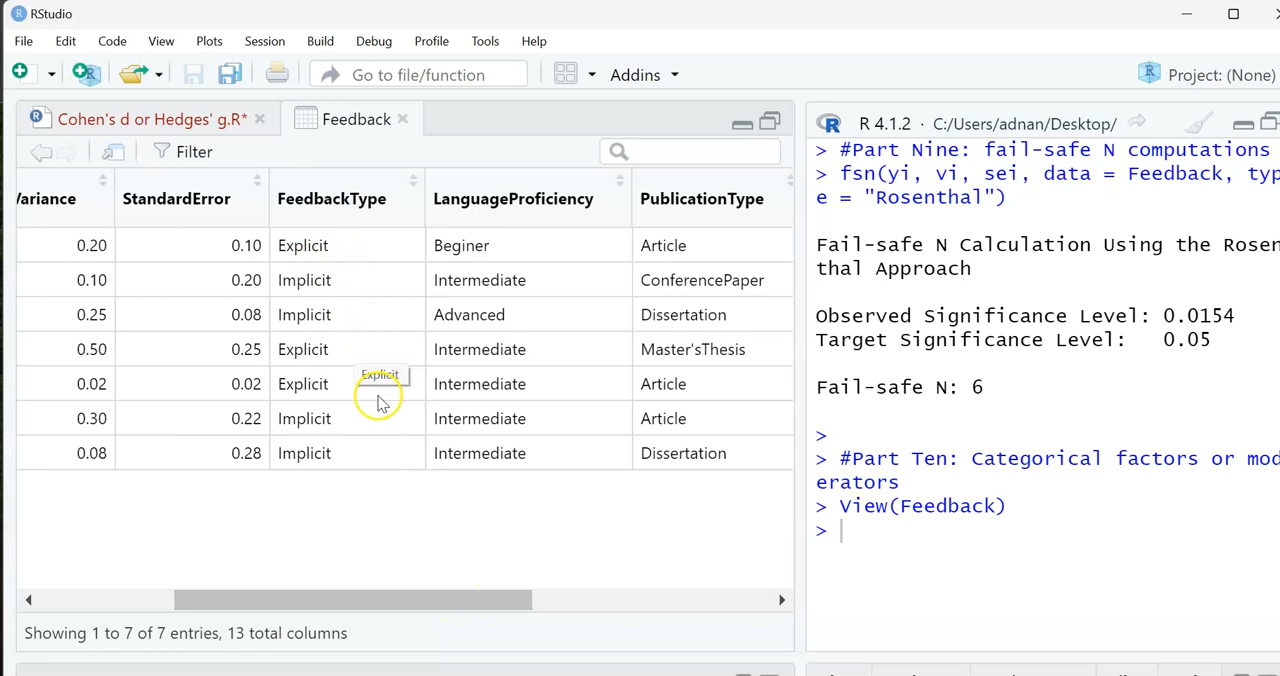 RStudio
File Edit Code View Plots Session Build Debug Profile Tools Help
Go to file/function Addins Project: (None)
Cohen's d or Hedges' g.R* Feedback
Filter
Variance StandardError FeedbackType LanguageProficiency PublicationType
0.20 0.10 Explicit Beginer Article
0.10 0.20 Implicit Intermediate ConferencePaper
0.25 0.08 Implicit Advanced Dissertation
0.50 0.25 Explicit Intermediate Master'sThesis
Explicit
0.02 0.02 Explicit Intermediate Article
0.30 0.22 Implicit Intermediate Article
0.08 0.28 Implicit Intermediate Dissertation
Showing 1 to 7 of 7 entries, 13 total columns
R 4.1.2 · C:/Users/adnan/Desktop/
> #Part Nine: fail-safe N computations
> fsn(yi, vi, sei, data = Feedback, typ
e = "Rosenthal")
Fail-safe N Calculation Using the Rosen
thal Approach
Observed Significance Level: 0.0154
Target Significance Level: 0.05
Fail-safe N: 6
>
> #Part Ten: Categorical factors or mod
erators
> View(Feedback)
>